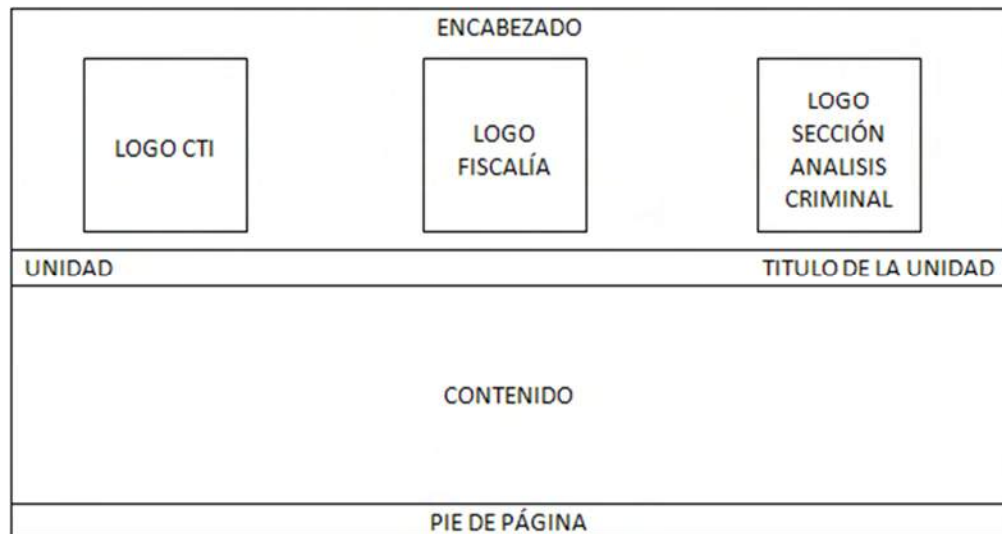 ENCABEZADO
LOGO CTI
LOGO
FISCALÍA
LOGO
SECCIÓN
ANALISIS
CRIMINAL
UNIDAD
TITULO DE LA UNIDAD
CONTENIDO
PIE DE PÁGINA